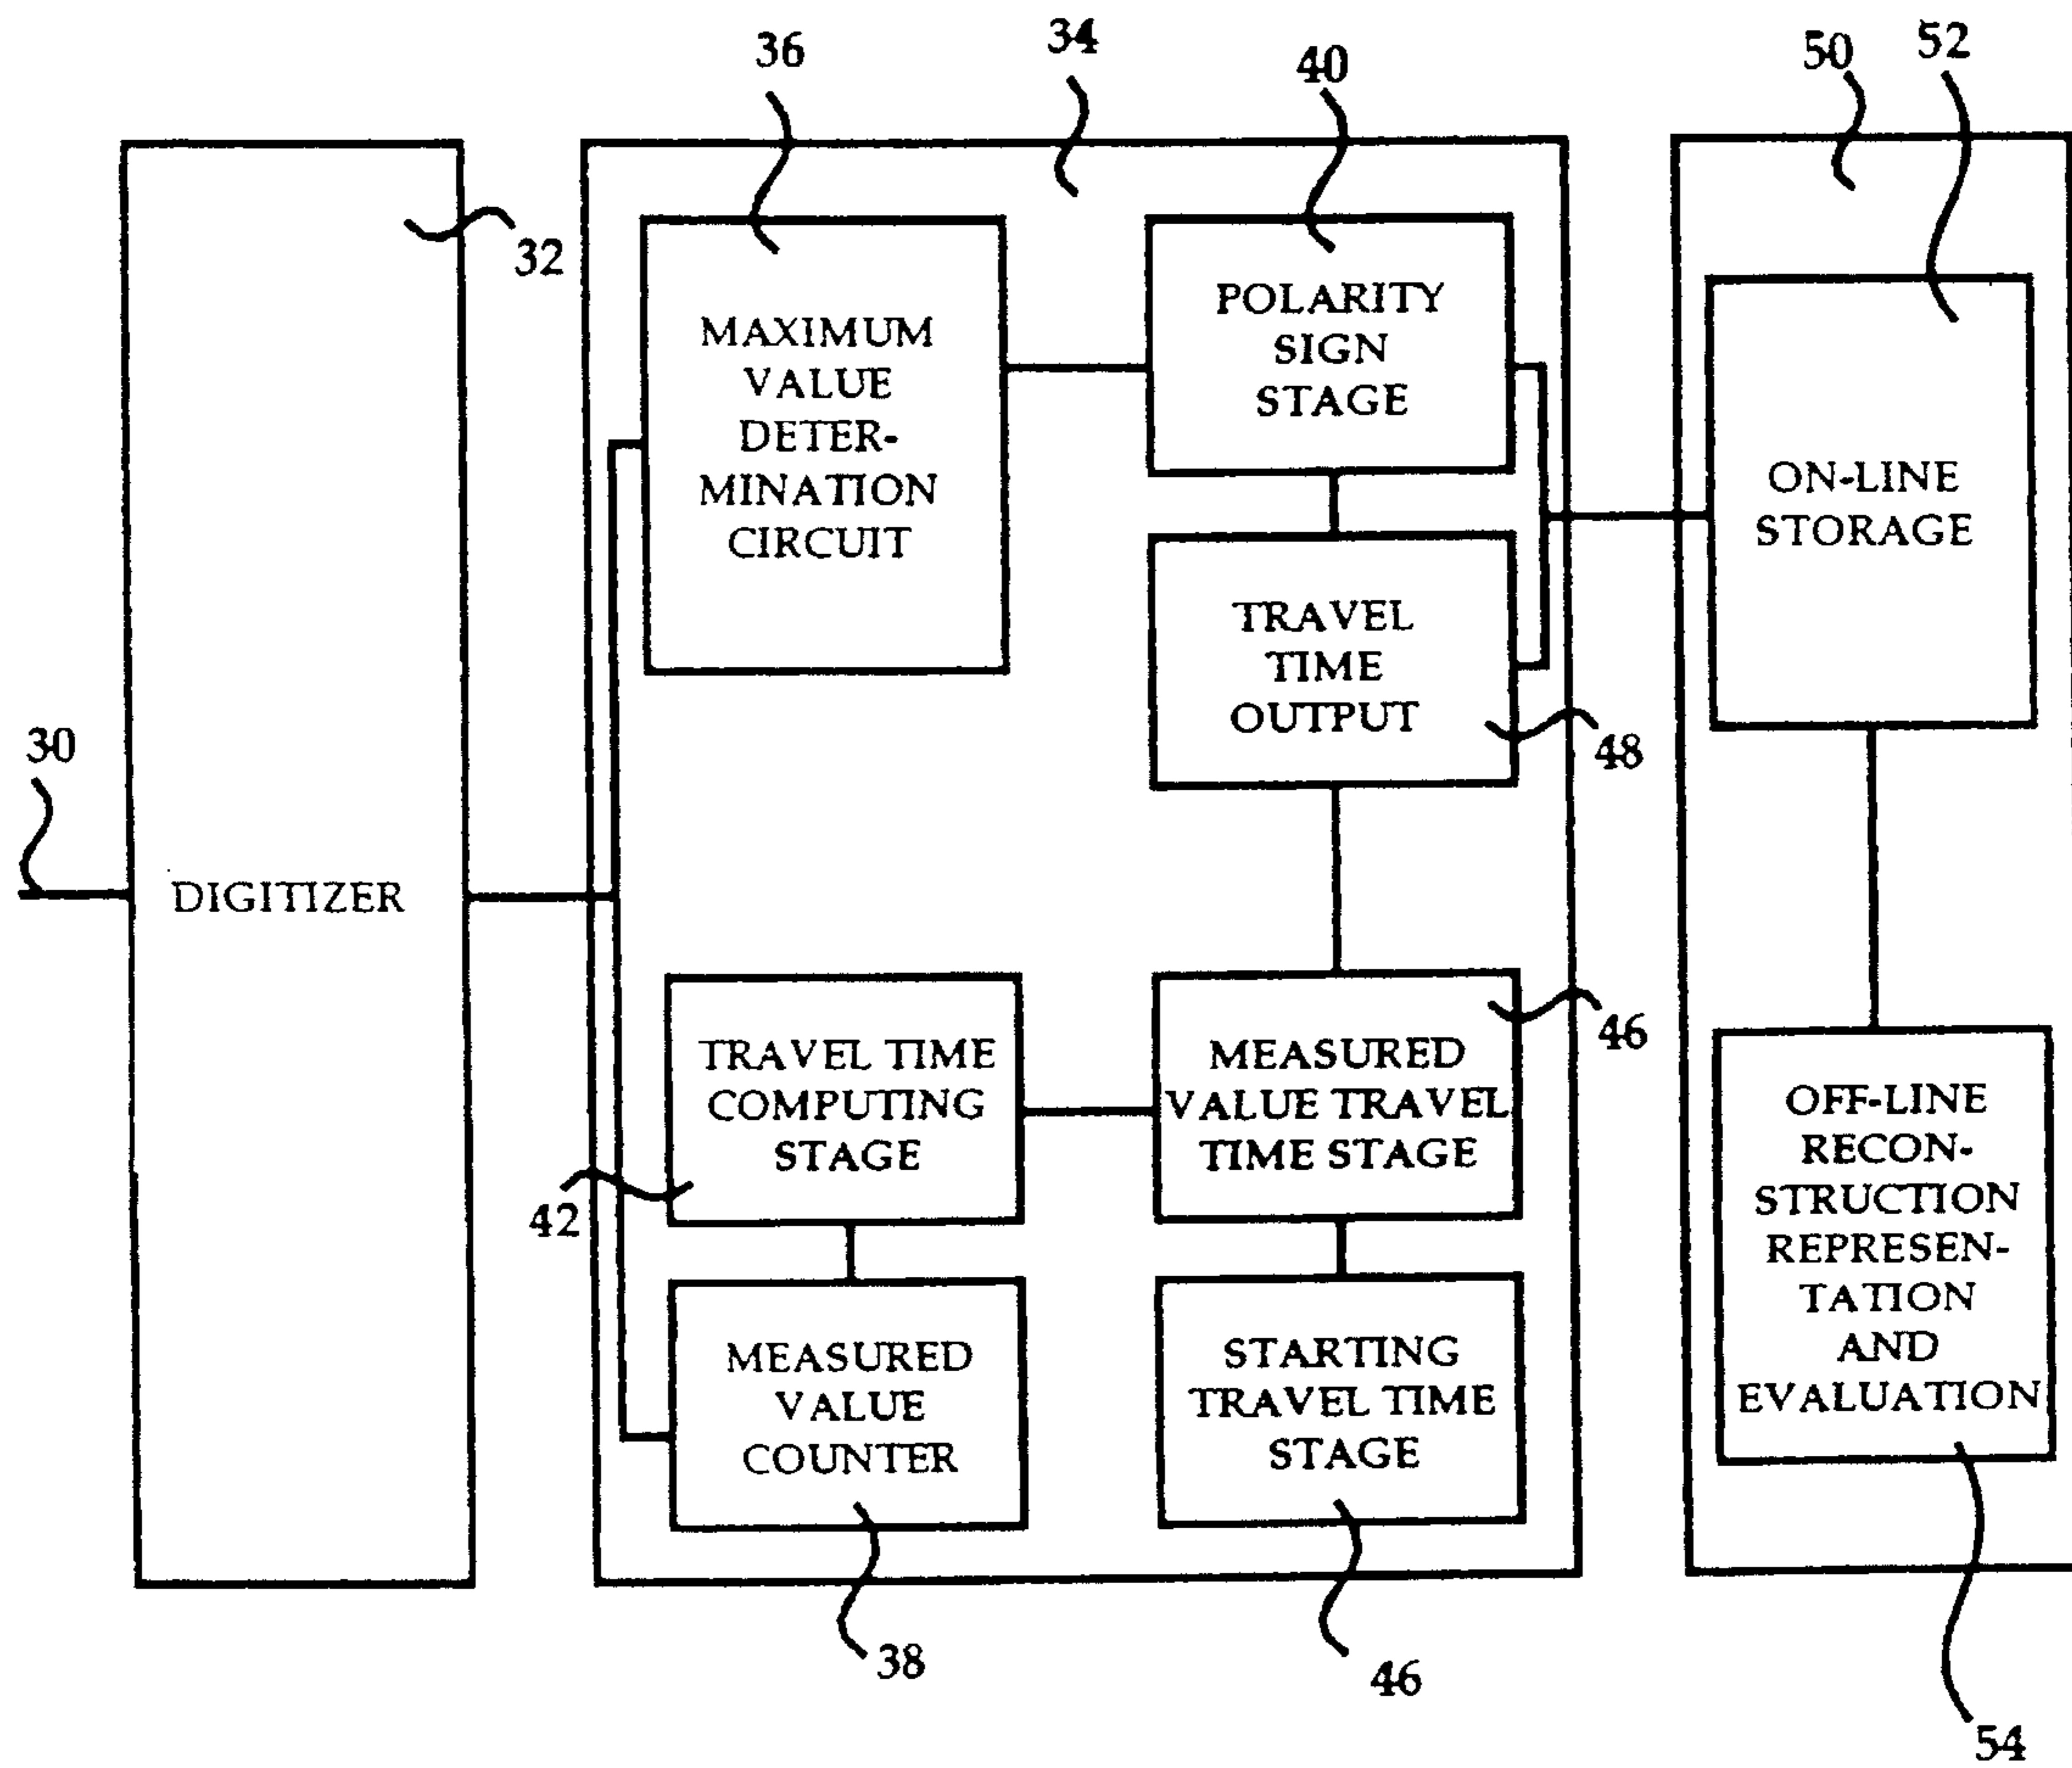 36
34
40
50
52
32
MAXIMUM
VALUE
DETER-
MINATION
CIRCUIT
POLARITY
SIGN
STAGE
ON-LINE
STORAGE
TRAVEL
TIME
OUTPUT
48
30
DIGITIZER
TRAVEL TIME
COMPUTING
STAGE
42
MEASURED
VALUE TRAVEL
TIME STAGE
46
OFF-LINE
RECON-
STRUCTION
REPRESEN-
TATION
AND
EVALUATION
MEASURED
VALUE
COUNTER
STARTING
TRAVEL TIME
STAGE
38
46
54